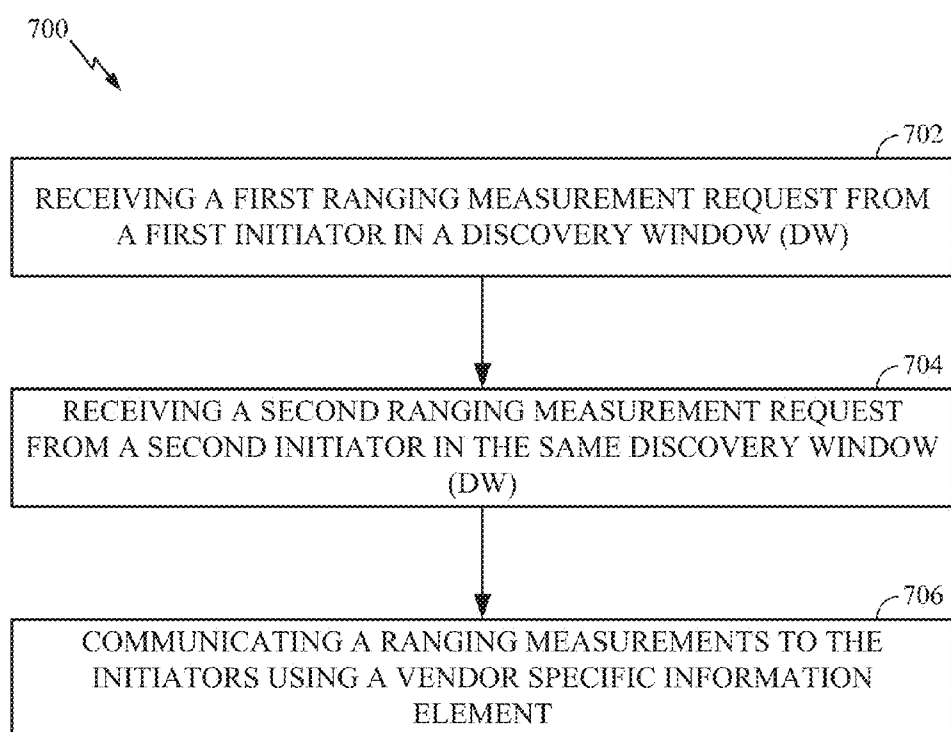 700
702
RECEIVING A FIRST RANGING MEASUREMENT REQUEST FROM
A FIRST INITIATOR IN A DISCOVERY WINDOW (DW)
704
RECEIVING A SECOND RANGING MEASUREMENT REQUEST
FROM A SECOND INITIATOR IN THE SAME DISCOVERY WINDOW
(DW)
706
COMMUNICATING A RANGING MEASUREMENTS TO THE
INITIATORS USING A VENDOR SPECIFIC INFORMATION
ELEMENT